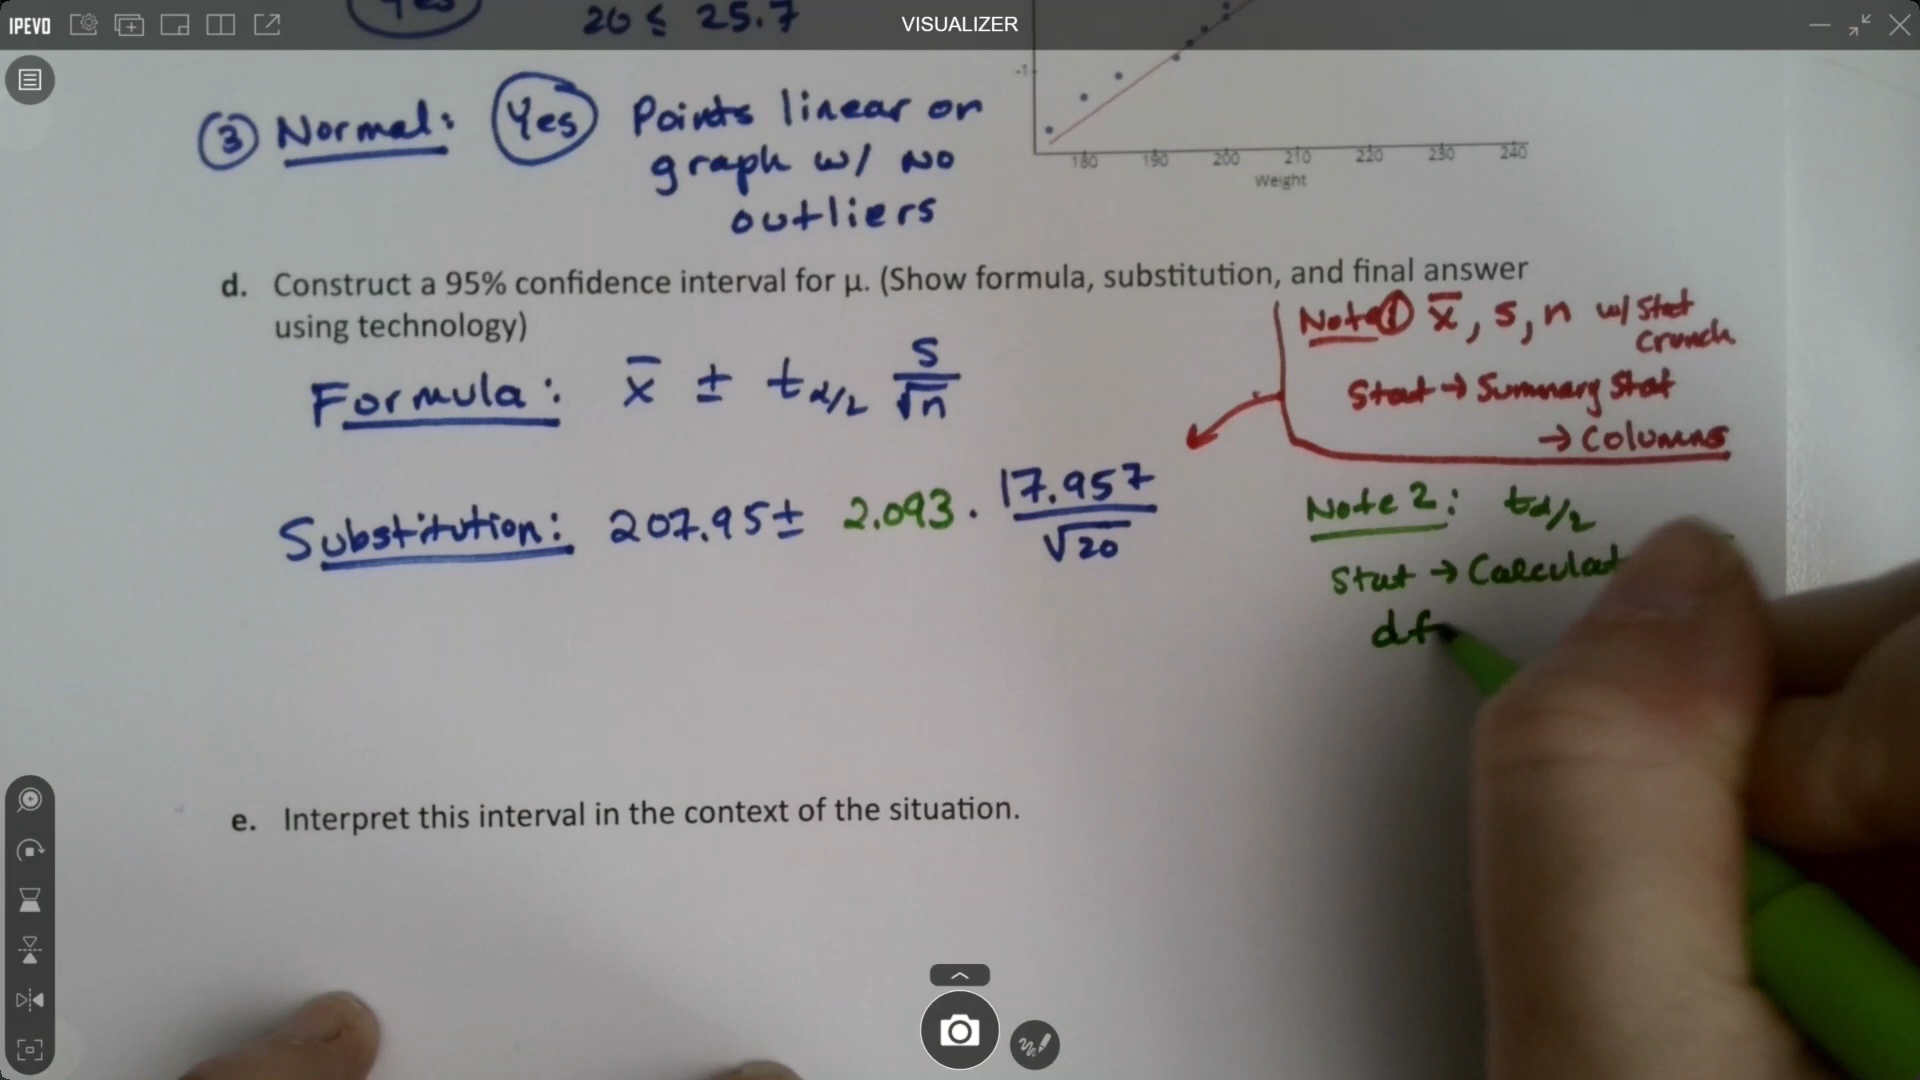 IPEVO
VISUALIZER
20 ≤ 25.7
③ Normal: Yes Points linear on
graph w/ No
outliers
-1
180 190 200 210 220 230 240
Weight
d. Construct a 95% confidence interval for μ. (Show formula, substitution, and final answer
using technology)
Note① x̄, s, n w/ Stat
Crunch
Stat → Summary Stat
→ Columns
Formula: x̄ ± t α/2 s/√n
Substitution: 207.95 ± 2.093 · 17.957/√20
Note 2: tα/2
Stat → Calculat
df
e. Interpret this interval in the context of the situation.